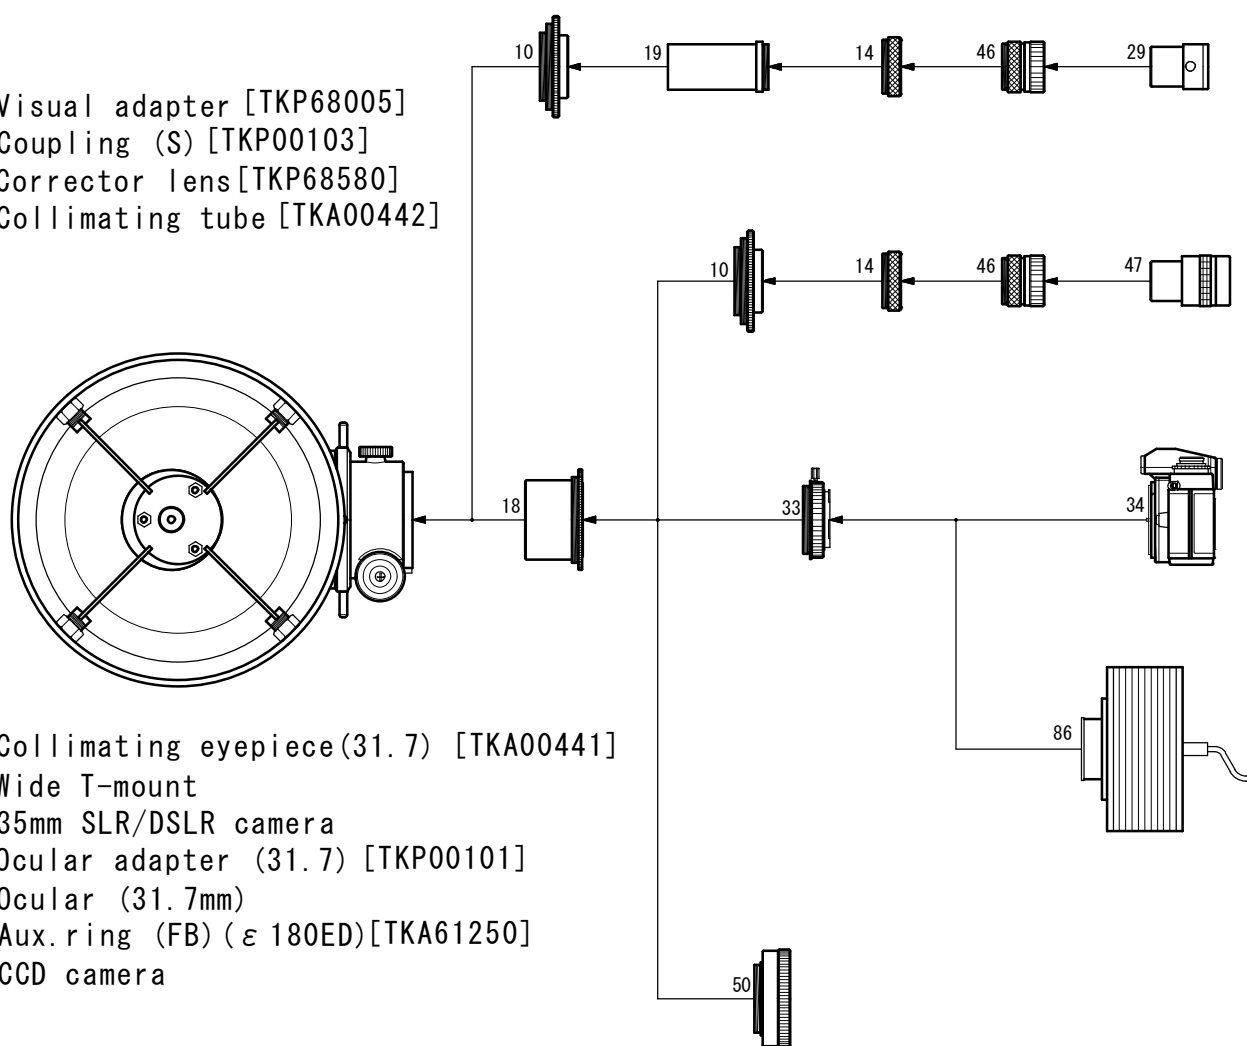 10
19
14
46
29
Visual adapter [TKP68005]
Coupling (S) [TKP00103]
Corrector lens[TKP68580]
Collimating tube [TKA00442]
10
14
46
47
18
33
34
86
Collimating eyepiece(31.7) [TKA00441]
Wide T-mount
35mm SLR/DSLR camera
Ocular adapter (31.7) [TKP00101]
Ocular (31.7mm)
Aux.ring (FB) (ε180ED)[TKA61250]
CCD camera
50